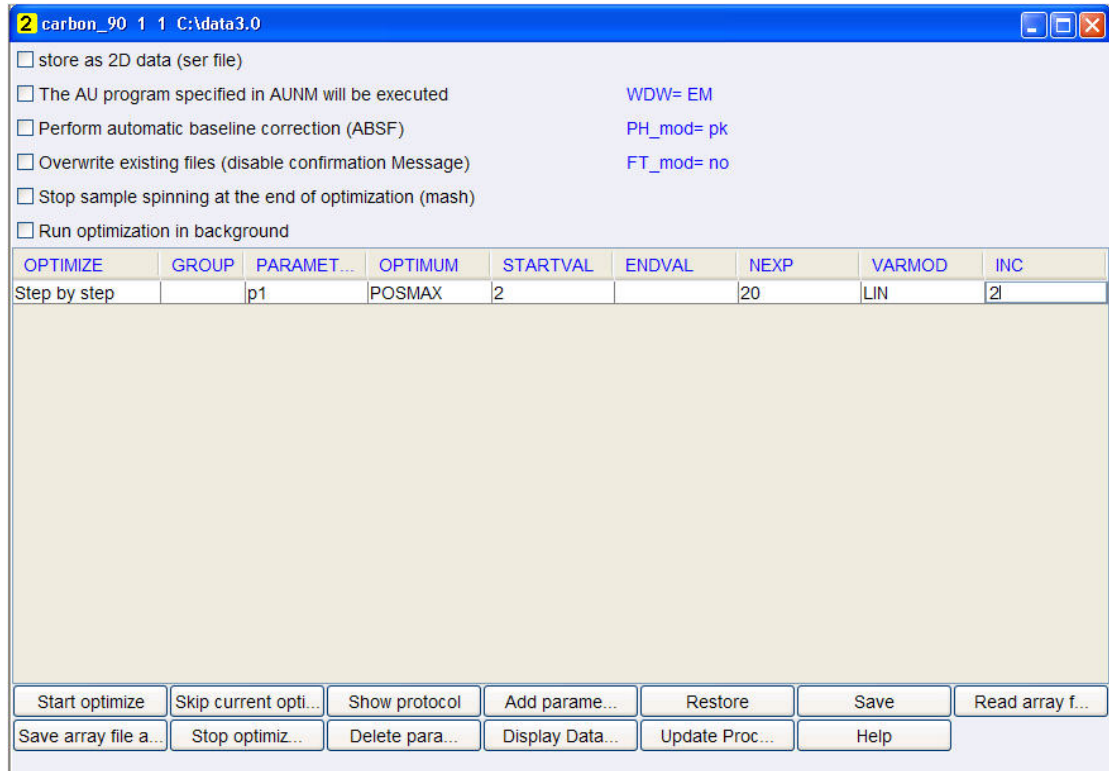 2 carbon_90 1 1 C:\data3.0
store as 2D data (ser file)
The AU program specified in AUNM will be executed WDW= EM
Perform automatic baseline correction (ABSF) PH_mod= pk
Overwrite existing files (disable confirmation Message) FT_mod= no
Stop sample spinning at the end of optimization (mash)
Run optimization in background
OPTIMIZE GROUP PARAMET... OPTIMUM STARTVAL ENDVAL NEXP VARMOD INC
Step by step p1 POSMAX 2 20 LIN 2
Start optimize Skip current opti... Show protocol Add parame... Restore Save Read array f...
Save array file a... Stop optimiz... Delete para... Display Data... Update Proc... Help